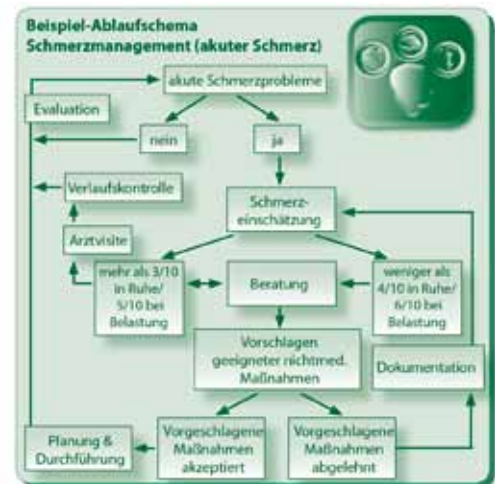 Beispiel-Ablaufschema
Schmerzmanagement (akuter Schmerz)
akute Schmerzprobleme
Evaluation
nein
ja
Verlaufskontrolle
Schmerz-
einschätzung
Arztvisite
mehr als 3/10
in Ruhe/
5/10 bei
Belastung
Beratung
weniger als
4/10 in Ruhe/
6/10 bei
Belastung
Vorschlagen
geeigneter nichtmed.
Maßnahmen
Dokumentation
Planung &
Durchführung
Vorgeschlagene
Maßnahmen
akzeptiert
Vorgeschlagene
Maßnahmen
abgelehnt